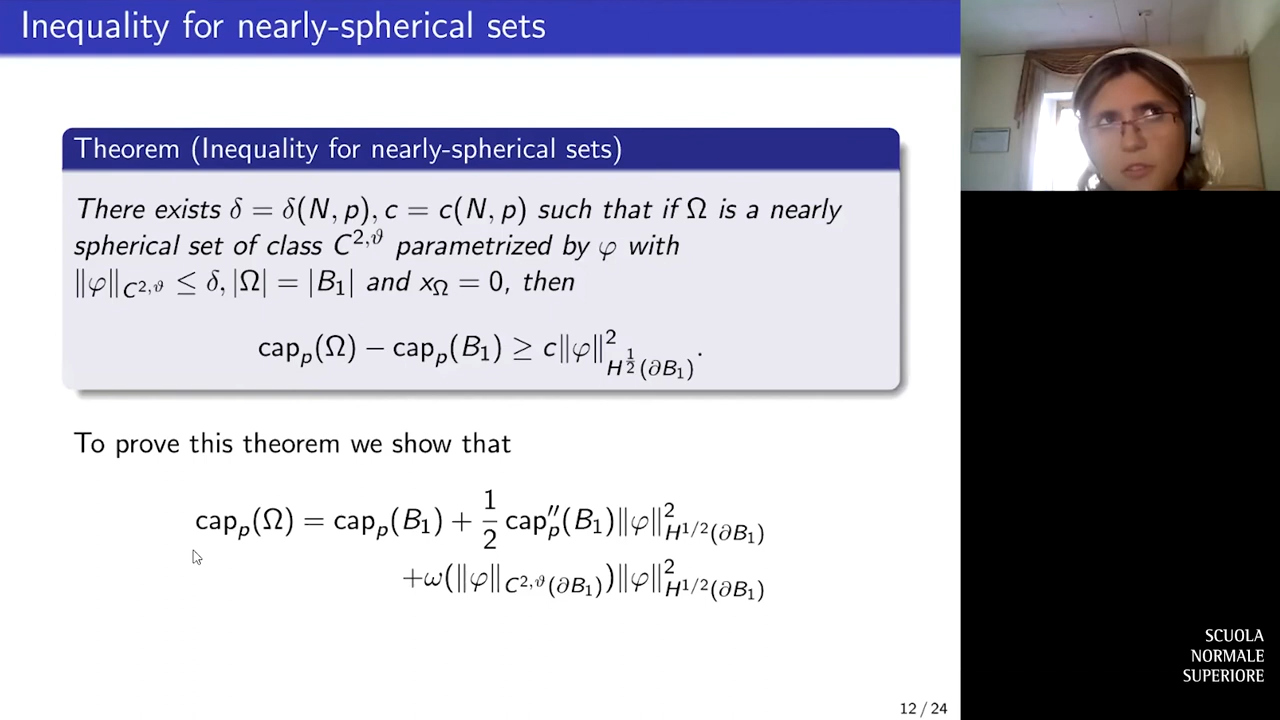 Inequality for nearly-spherical sets
Theorem (Inequality for nearly-spherical sets)
There exists δ = δ(N, p), c = c(N, p) such that if Ω is a nearly
spherical set of class C^{2,ϑ} parametrized by φ with
‖φ‖_{C^{2,ϑ}} ≤ δ, |Ω| = |B_1| and x_Ω = 0, then
cap_p(Ω) − cap_p(B_1) ≥ c‖φ‖²_{H^{1/2}(∂B_1)}.
To prove this theorem we show that
cap_p(Ω) = cap_p(B_1) + 1/2 cap″_p(B_1)‖φ‖²_{H^{1/2}(∂B_1)}
+ω(‖φ‖_{C^{2,ϑ}(∂B_1)})‖φ‖²_{H^{1/2}(∂B_1)}
SCUOLA
NORMALE
SUPERIORE
12 / 24